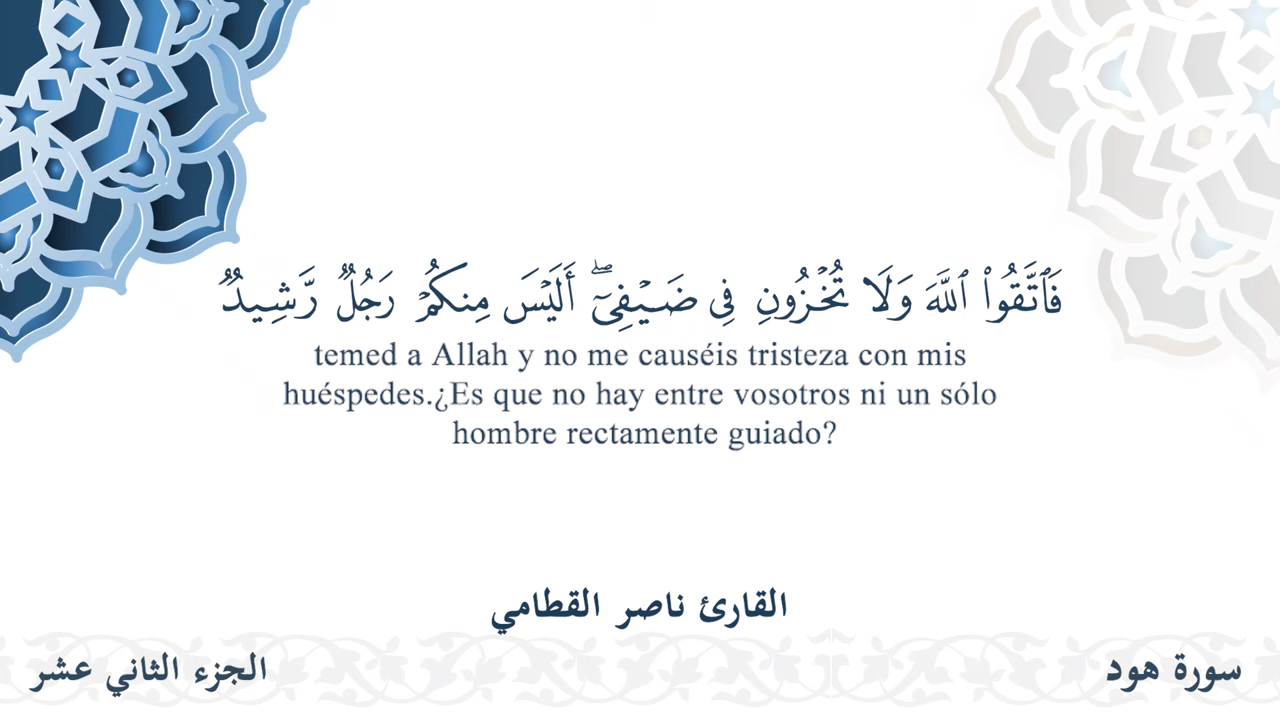 فَٱتَّقُوا۟ ٱللَّهَ وَلَا تُخْزُونِ فِى ضَيْفِىٓ ۖ أَلَيْسَ مِنكُمْ رَجُلٌ رَّشِيدٌ
temed a Allah y no me causéis tristeza con mis
huéspedes.¿Es que no hay entre vosotros ni un sólo
hombre rectamente guiado?
القارئ ناصر القطامي
سورة هود
الجزء الثاني عشر